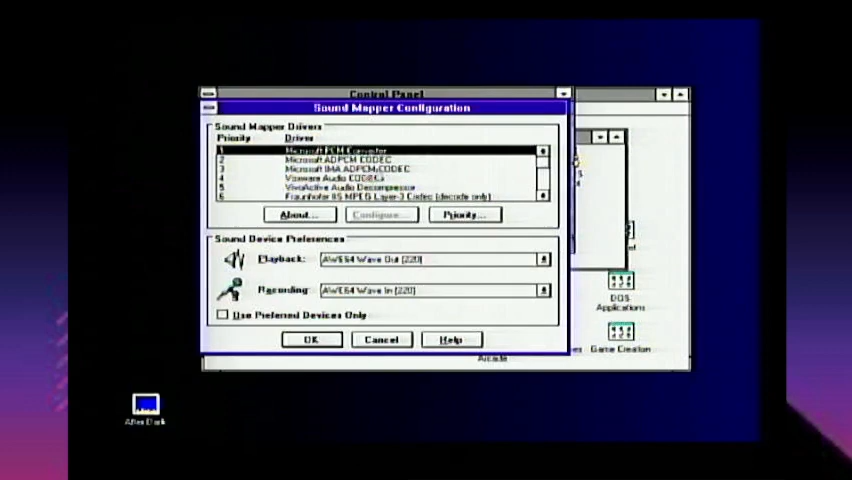 Control Panel
Sound Mapper Configuration
Sound Mapper Drivers
Priority Driver
1 Microsoft PCM Converter
2 Microsoft ADPCM CODEC
3 Microsoft IMA ADPCM CODEC
4 Voxware Audio CODEC
5 VivoActive Audio Decompressor
6 Fraunhofer IIS MPEG Layer-3 Codec (decode only)
About... Configure... Priority...
Sound Device Preferences
Playback: AWE64 Wave Out [220]
Recording: AWE64 Wave In [220]
Use Preferred Devices Only
OK Cancel Help
DOS
Applications
Game Creation
Arcade
After Dark